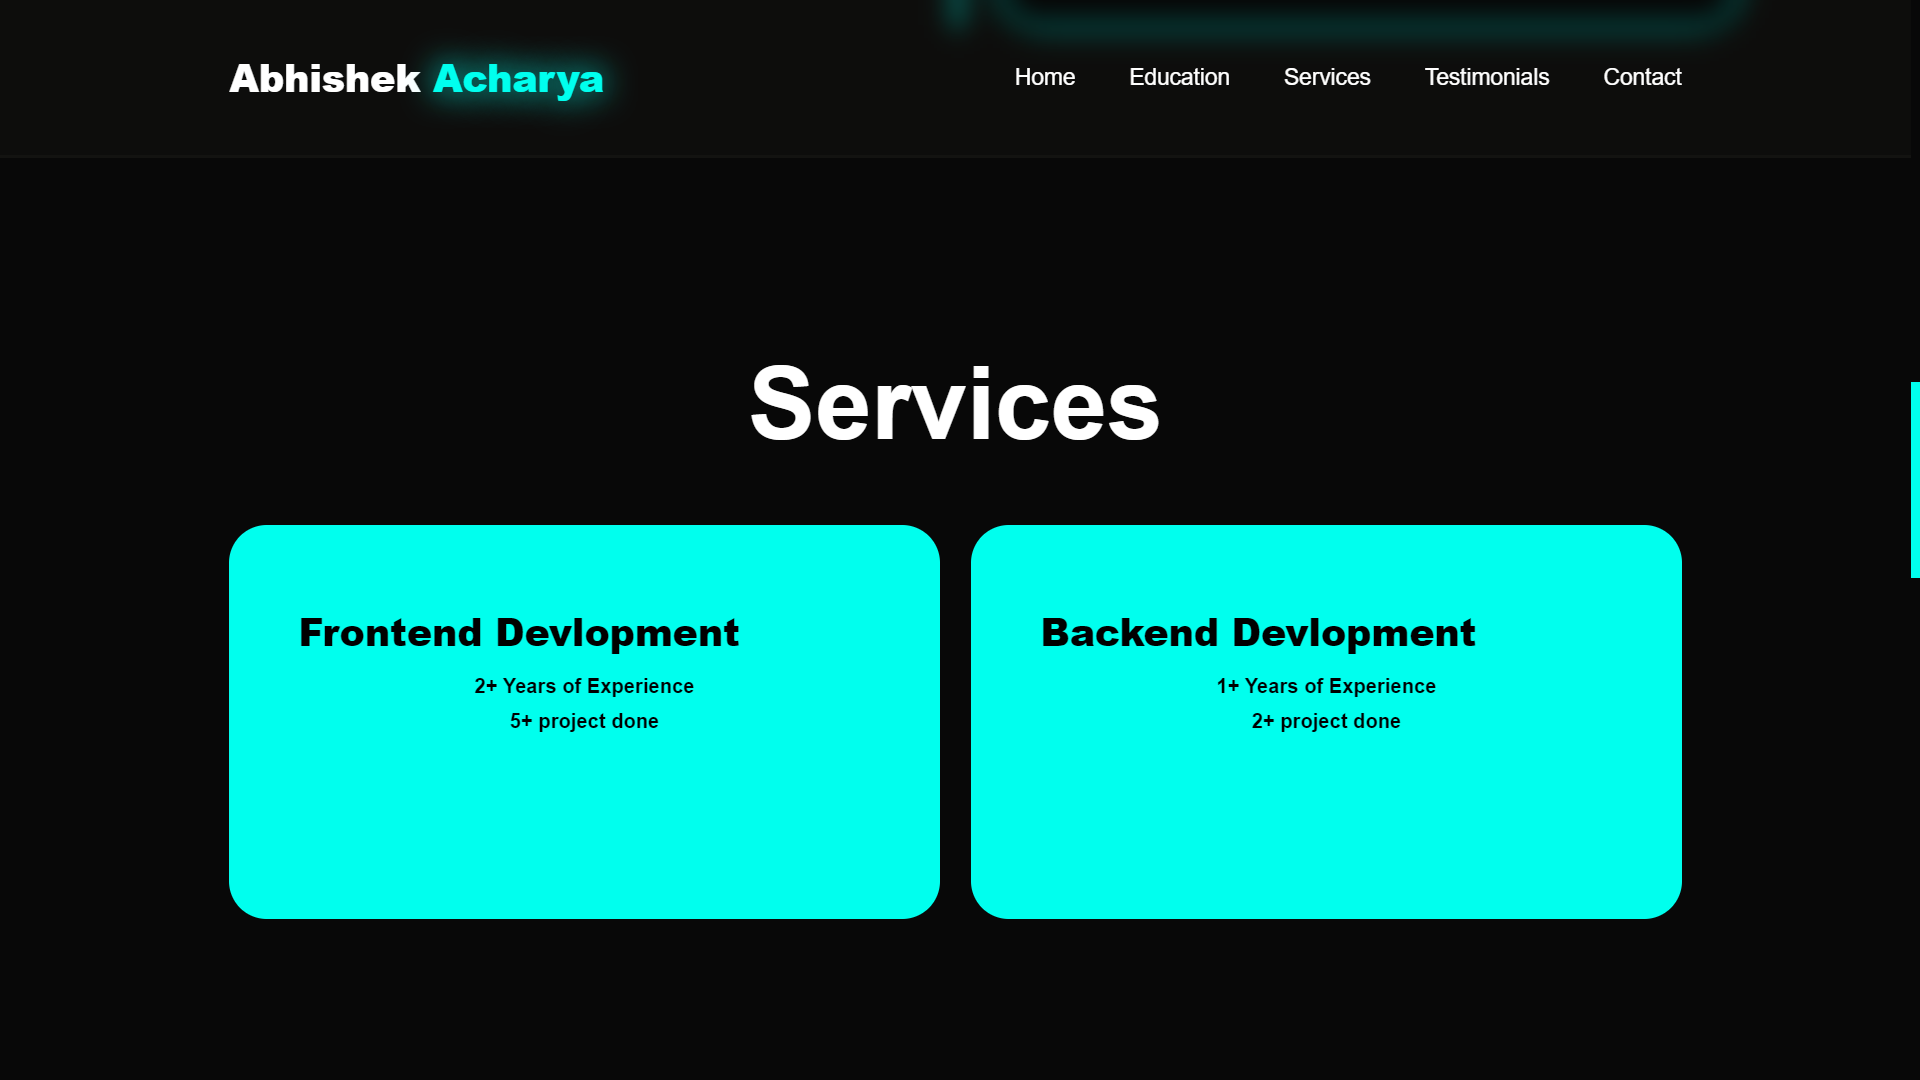 Abhishek Acharya
Home Education Services Testimonials Contact
Services
Frontend Devlopment
2+ Years of Experience
5+ project done
Backend Devlopment
1+ Years of Experience
2+ project done